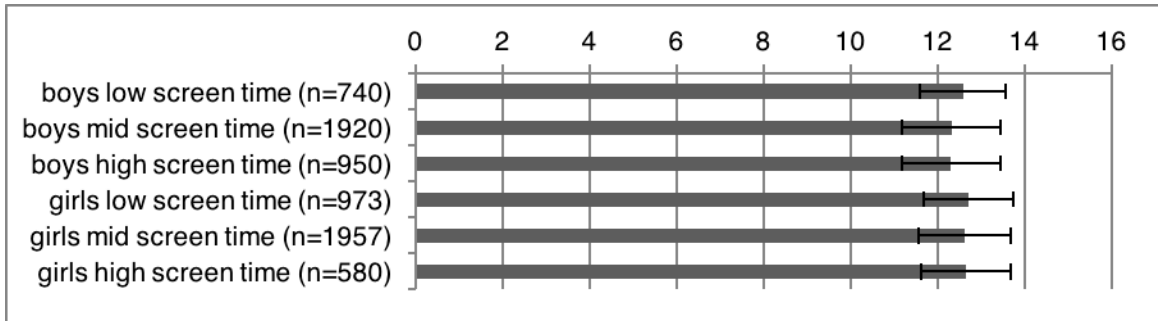 0 2 4 6 8 10 12 14 16
boys low screen time (n=740)
boys mid screen time (n=1920)
boys high screen time (n=950)
girls low screen time (n=973)
girls mid screen time (n=1957)
girls high screen time (n=580)